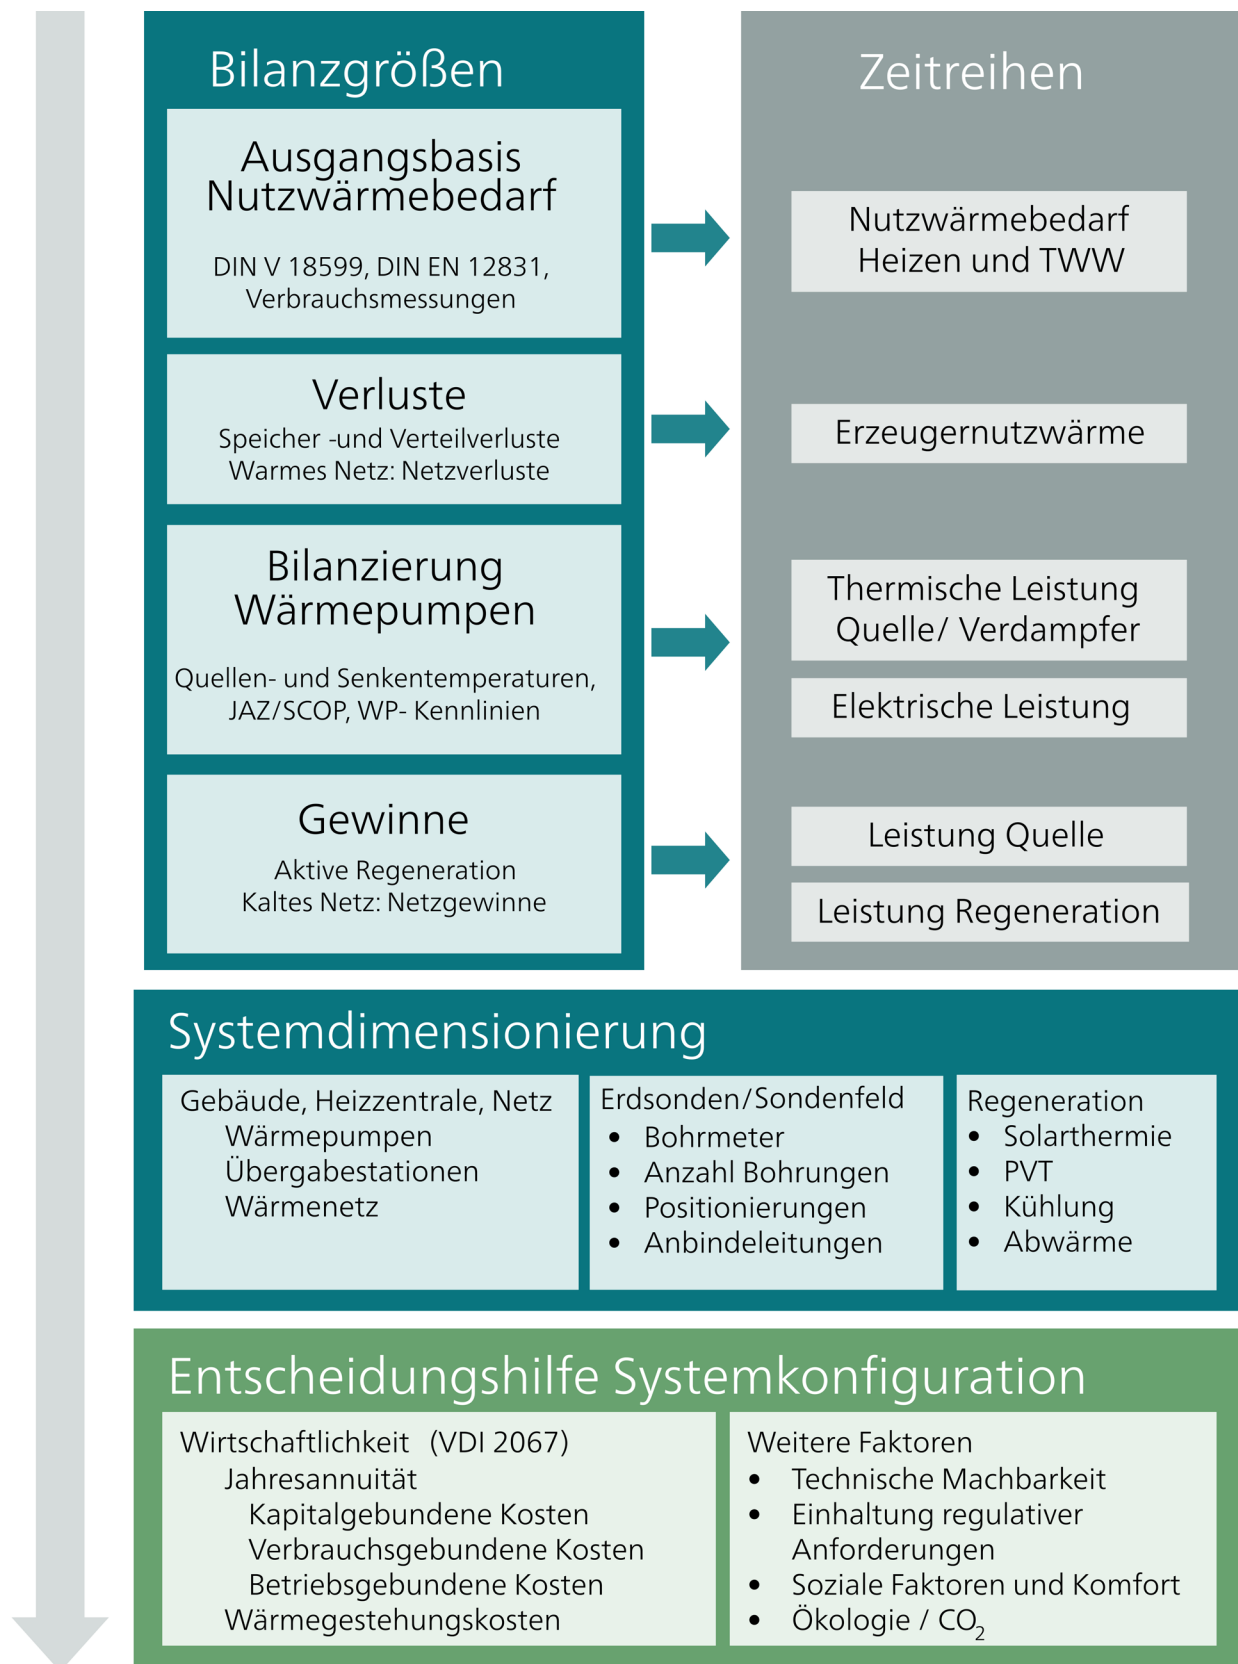 Bilanzgrößen
Ausgangsbasis
Nutzwärmebedarf
DIN V 18599, DIN EN 12831,
Verbrauchsmessungen
Verluste
Speicher -und Verteilverluste
Warmes Netz: Netzverluste
Bilanzierung
Wärmepumpen
Quellen- und Senkentemperaturen,
JAZ/SCOP, WP- Kennlinien
Gewinne
Aktive Regeneration
Kaltes Netz: Netzgewinne
Zeitreihen
Nutzwärmebedarf
Heizen und TWW
Erzeugernutzwärme
Thermische Leistung
Quelle/ Verdampfer
Elektrische Leistung
Leistung Quelle
Leistung Regeneration
Systemdimensionierung
Gebäude, Heizzentrale, Netz
Wärmepumpen
Übergabestationen
Wärmenetz
Erdsonden/Sondenfeld
• Bohrmeter
• Anzahl Bohrungen
• Positionierungen
• Anbindeleitungen
Regeneration
• Solarthermie
• PVT
• Kühlung
• Abwärme
Entscheidungshilfe Systemkonfiguration
Wirtschaftlichkeit (VDI 2067)
Jahresannuität
Kapitalgebundene Kosten
Verbrauchsgebundene Kosten
Betriebsgebundene Kosten
Wärmegestehungskosten
Weitere Faktoren
• Technische Machbarkeit
• Einhaltung regulativer
Anforderungen
• Soziale Faktoren und Komfort
• Ökologie / CO₂